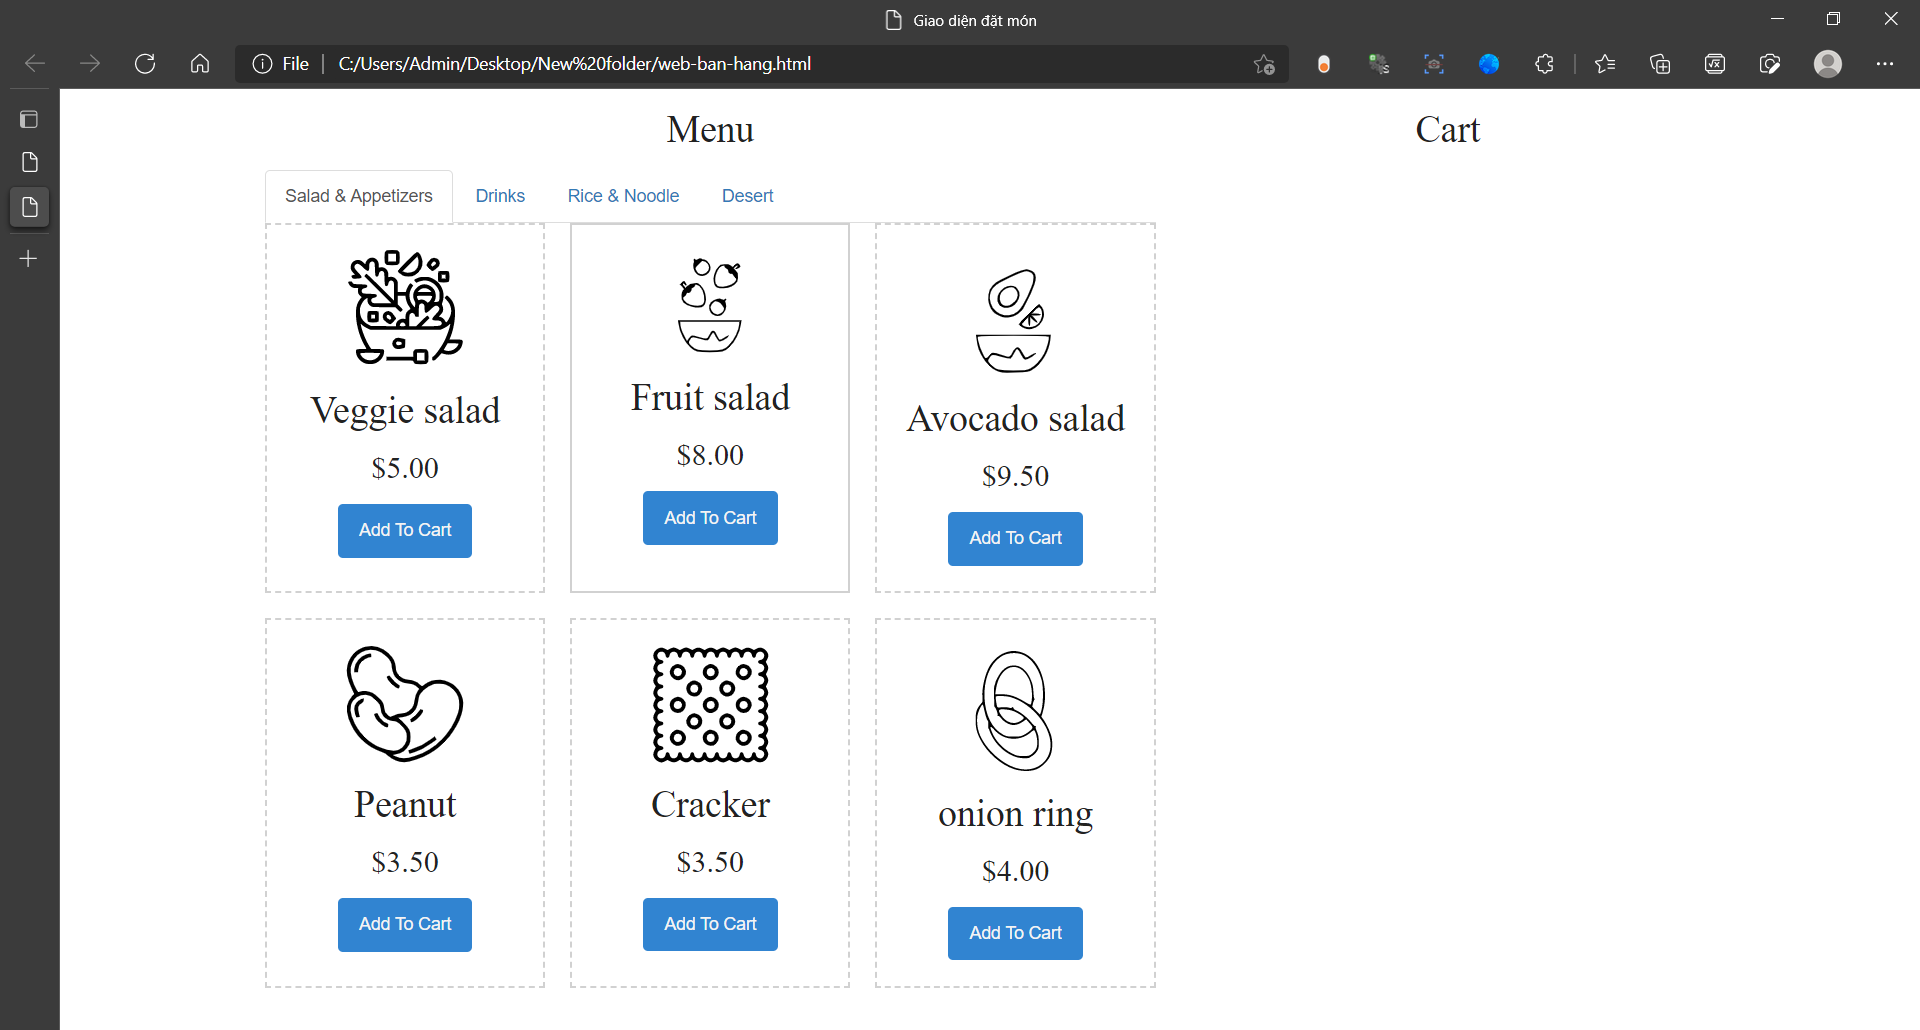 Giao diện đặt món
File C:/Users/Admin/Desktop/New%20folder/web-ban-hang.html
Menu
Cart
Salad & Appetizers Drinks Rice & Noodle Desert
Veggie salad
$5.00
Add To Cart
Fruit salad
$8.00
Add To Cart
Avocado salad
$9.50
Add To Cart
Peanut
$3.50
Add To Cart
Cracker
$3.50
Add To Cart
onion ring
$4.00
Add To Cart